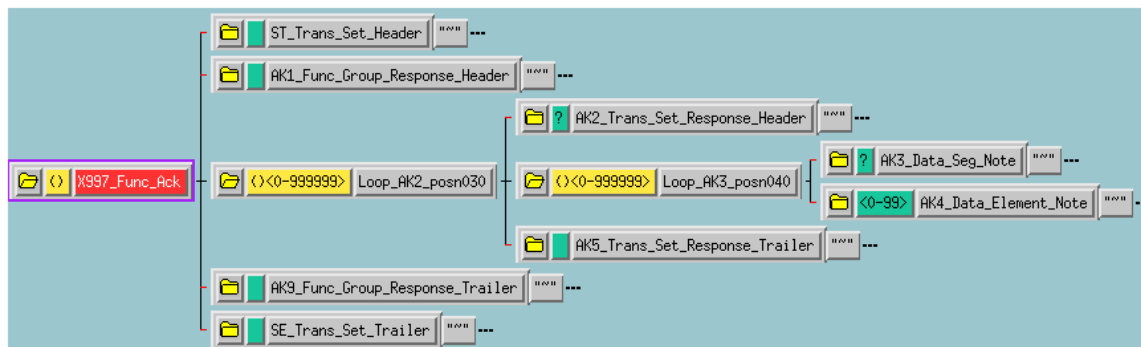 ST_Trans_Set_Header "~" ---
AK1_Func_Group_Response_Header "~" ---
? AK2_Trans_Set_Response_Header "~" ---
() X997_Func_Ack ()<0-999999> Loop_AK2_posn030 ()<0-999999> Loop_AK3_posn040 ? AK3_Data_Seg_Note "~" ---
<0-99> AK4_Data_Element_Note "~" --
AK5_Trans_Set_Response_Trailer "~" ---
AK9_Func_Group_Response_Trailer "~" ---
SE_Trans_Set_Trailer "~" ---